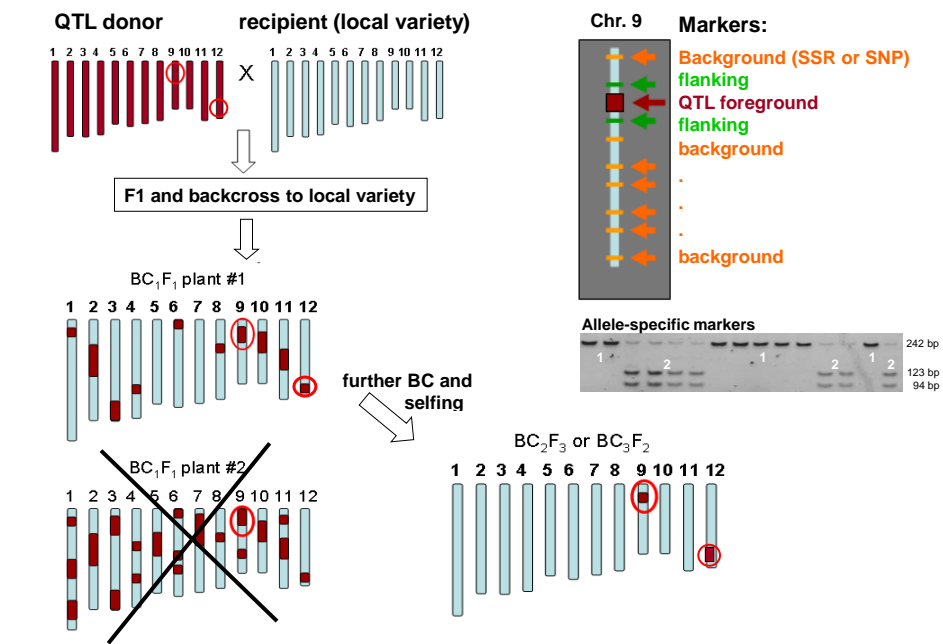 QTL donor
recipient (local variety)
1 2 3 4 5 6 7 8 9 10 11 12
X
1 2 3 4 5 6 7 8 9 10 11 12
F1 and backcross to local variety
BC₁F₁ plant #1
1 2 3 4 5 6 7 8 9 10 11 12
further BC and
selfing
BC₁F₁ plant #2
1 2 3 4 5 6 7 8 9 10 11 12
BC₂F₃ or BC₃F₂
1 2 3 4 5 6 7 8 9 10 11 12
Chr. 9
Markers:
Background (SSR or SNP)
flanking
QTL foreground
flanking
background
.
.
.
background
Allele-specific markers
242 bp
1 2 1 1 2
123 bp
94 bp